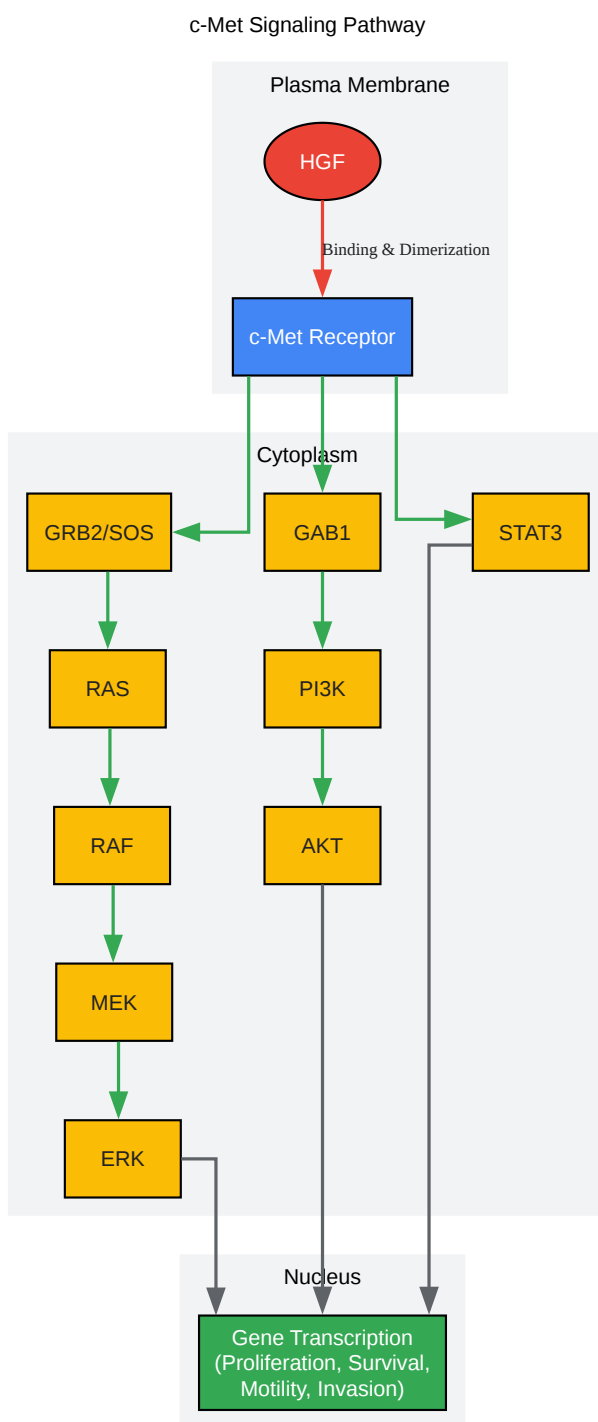 c-Met Signaling Pathway
Plasma Membrane
HGF
Binding & Dimerization
c-Met Receptor
Cytoplasm
GRB2/SOS
GAB1
STAT3
RAS
PI3K
RAF
AKT
MEK
ERK
Nucleus
Gene Transcription
(Proliferation, Survival,
Motility, Invasion)